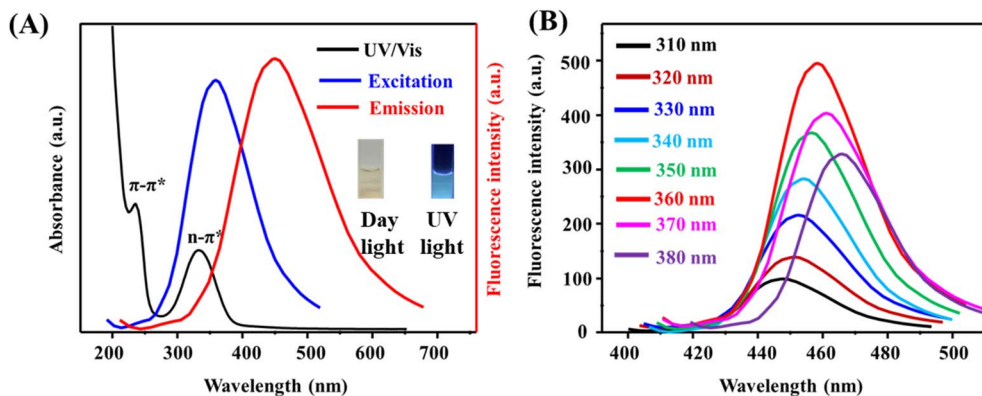 (A)
Absorbance (a.u.)
UV/Vis
Excitation
Emission
π-π*
n-π*
Day
light
UV
light
200 300 400 500 600 700
Wavelength (nm)
Fluorescence intensity (a.u.)
(B)
Fluorescence intensity (a.u.)
500
400
300
200
100
0
310 nm
320 nm
330 nm
340 nm
350 nm
360 nm
370 nm
380 nm
400 420 440 460 480 500
Wavelength (nm)